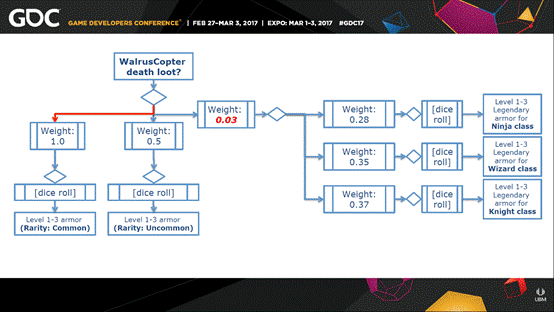 GDC
GAME DEVELOPERS CONFERENCE | FEB 27-MAR 3, 2017 | EXPO: MAR 1-3, 2017 #GDC17
WalrusCopter
death loot?
Weight:
1.0
[dice roll]
Level 1-3 armor
(Rarity: Common)
Weight:
0.5
[dice roll]
Level 1-3 armor
(Rarity: Uncommon)
Weight:
0.03
Weight:
0.28
[dice
roll]
Level 1-3
Legendary
armor for
Ninja class
Weight:
0.35
[dice
roll]
Level 1-3
Legendary
armor for
Wizard class
Weight:
0.37
[dice
roll]
Level 1-3
Legendary
armor for
Knight class
UBM